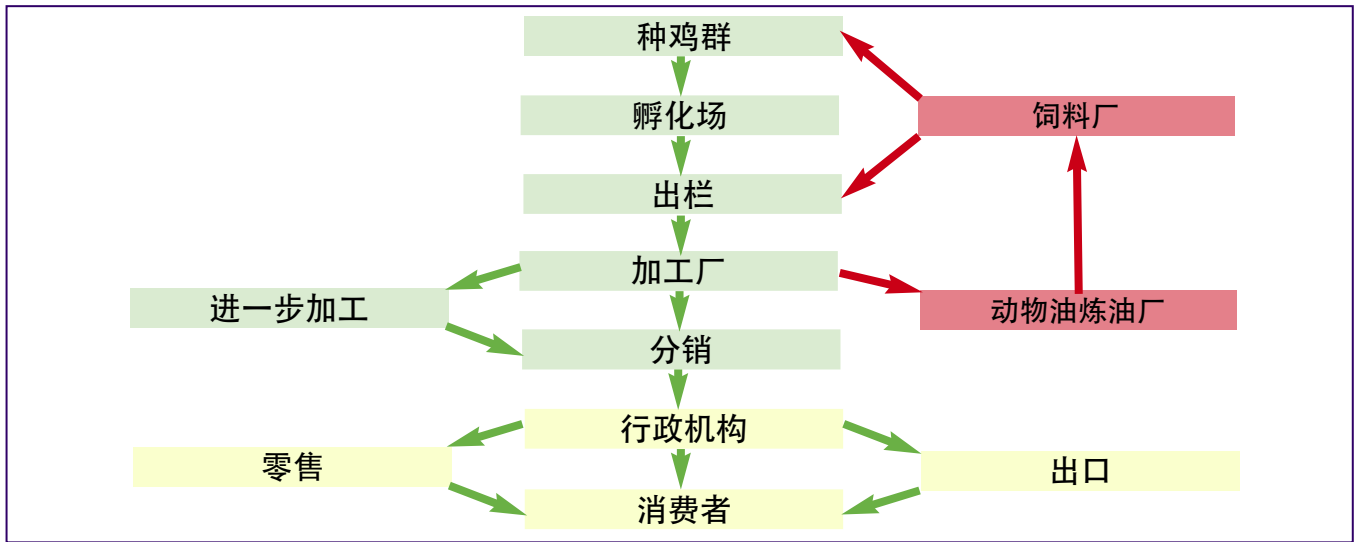 种鸡群
孵化场
饲料厂
出栏
加工厂
进一步加工
动物油炼油厂
分销
行政机构
零售
出口
消费者